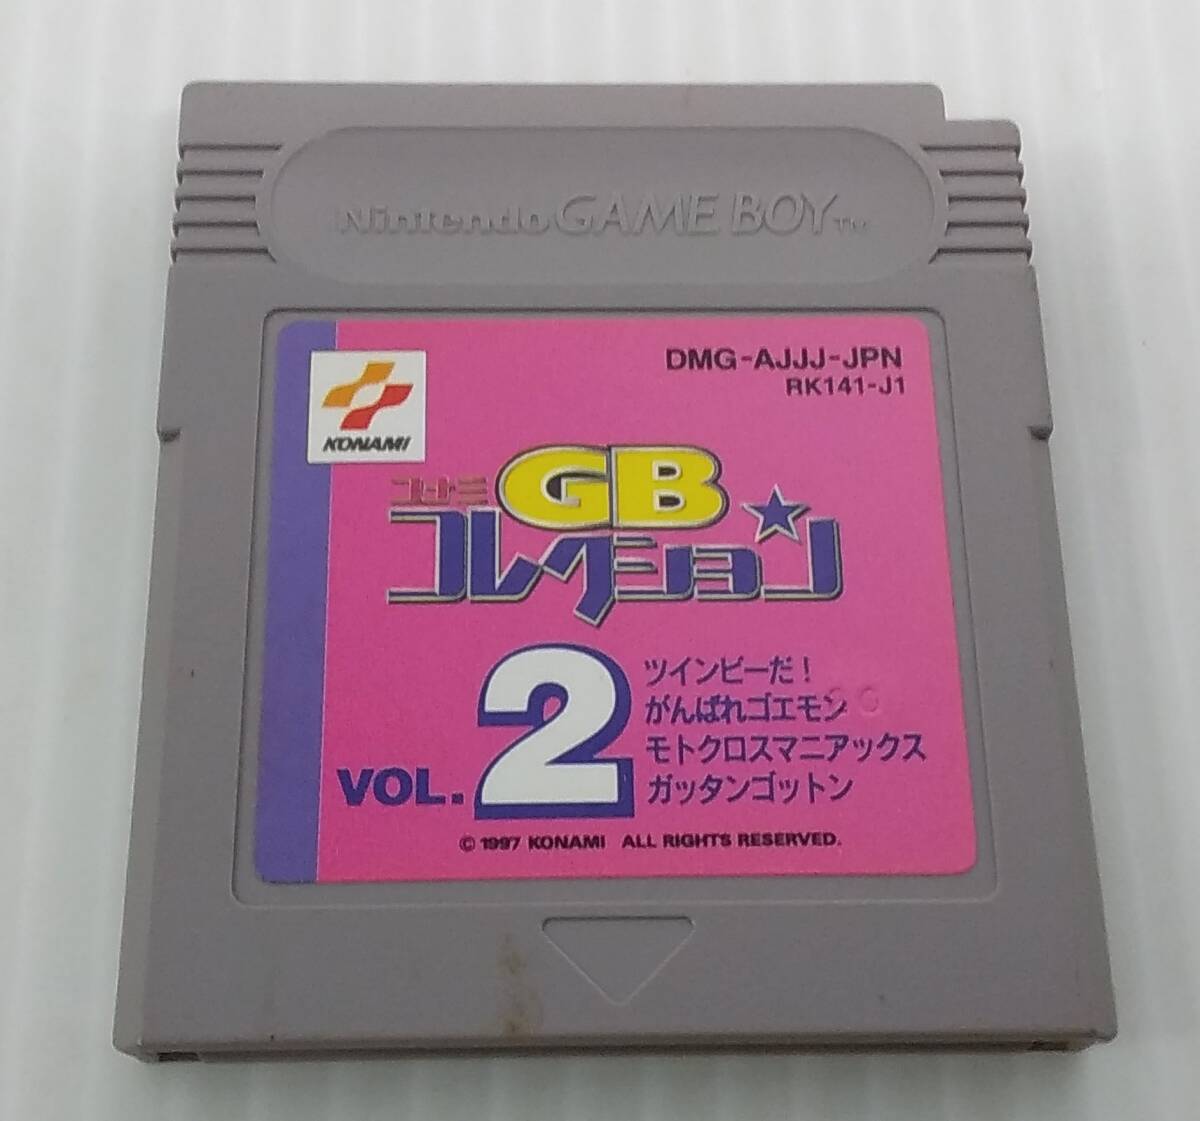 Nintendo GAME BOY TM
DMG-AJJJ-JPN
RK141-J1
KONAMI
コナミ GB
コレクション
VOL. 2
ツインビーだ!
がんばれゴエモン
モトクロスマニアックス
ガッタンゴットン
© 1997 KONAMI ALL RIGHTS RESERVED.